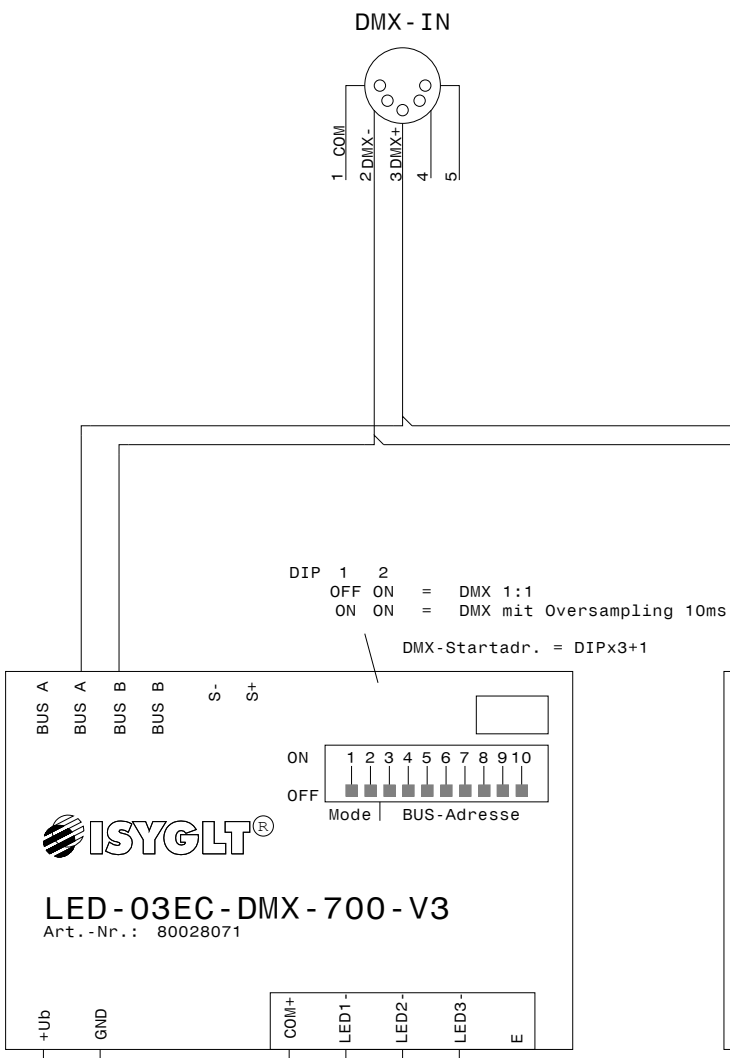 DMX-IN
1 COM
2 DMX-
3 DMX+
4
5
DIP 1 2
OFF ON = DMX 1:1
ON ON = DMX mit Oversampling 10ms
DMX-Startadr. = DIPx3+1
BUS A
BUS A
BUS B
BUS B
S-
S+
ON 1 2 3 4 5 6 7 8 9 10
OFF
Mode BUS-Adresse
ISYGLT®
LED-03EC-DMX-700-V3
Art.-Nr.: 80028071
+Ub
GND
COM+
LED1-
LED2-
LED3-
E